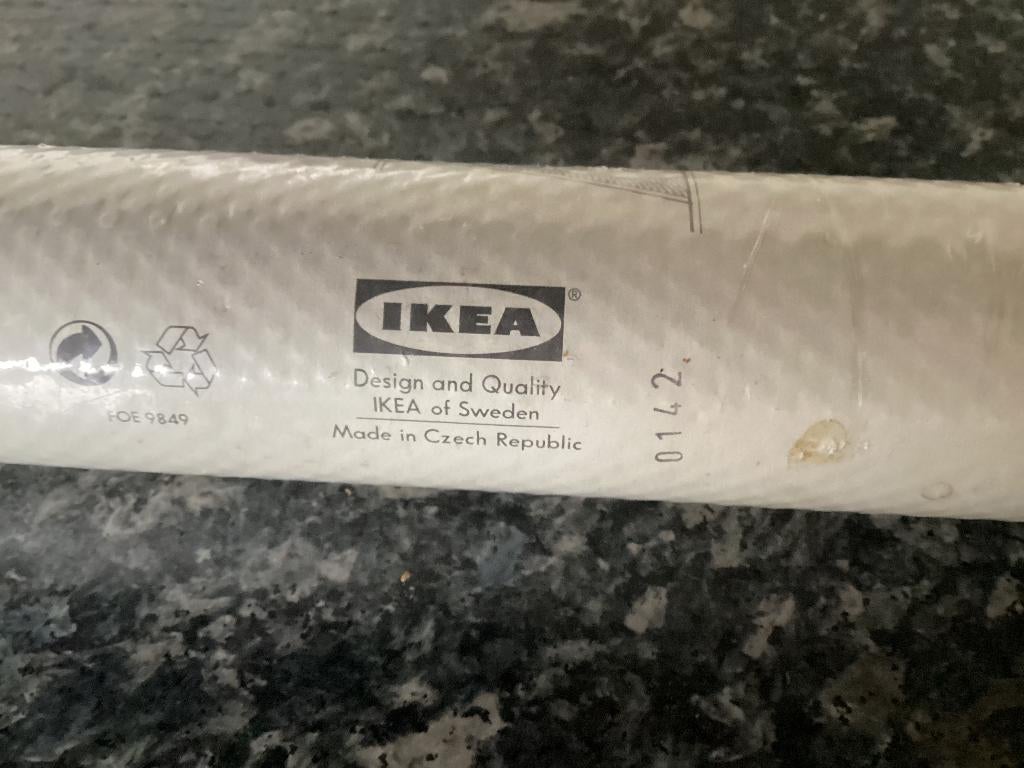 IKEA®
Design and Quality
IKEA of Sweden
Made in Czech Republic
FOE 9849
0142